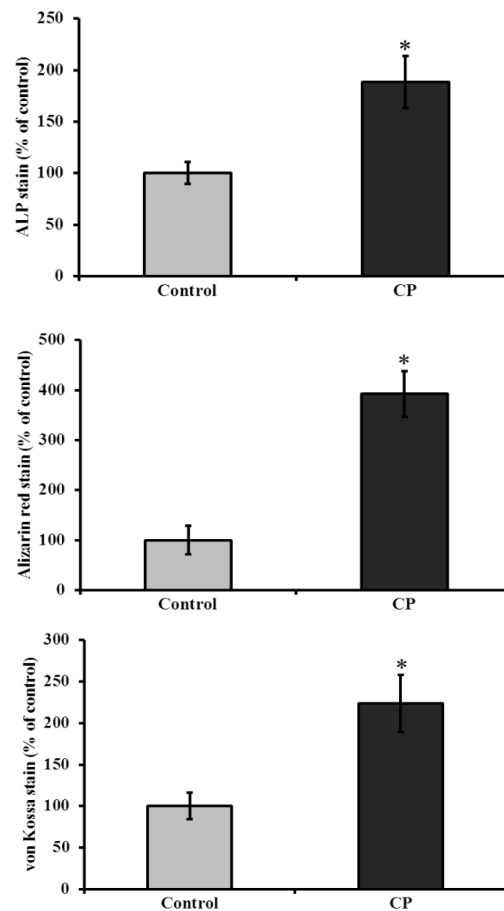 ALP stain (% of control)
250
200
150
100
50
0
*
Control
CP
Alizarin red stain (% of control)
500
400
300
200
100
0
*
Control
CP
von Kossa stain (% of control)
300
250
200
150
100
50
0
*
Control
CP